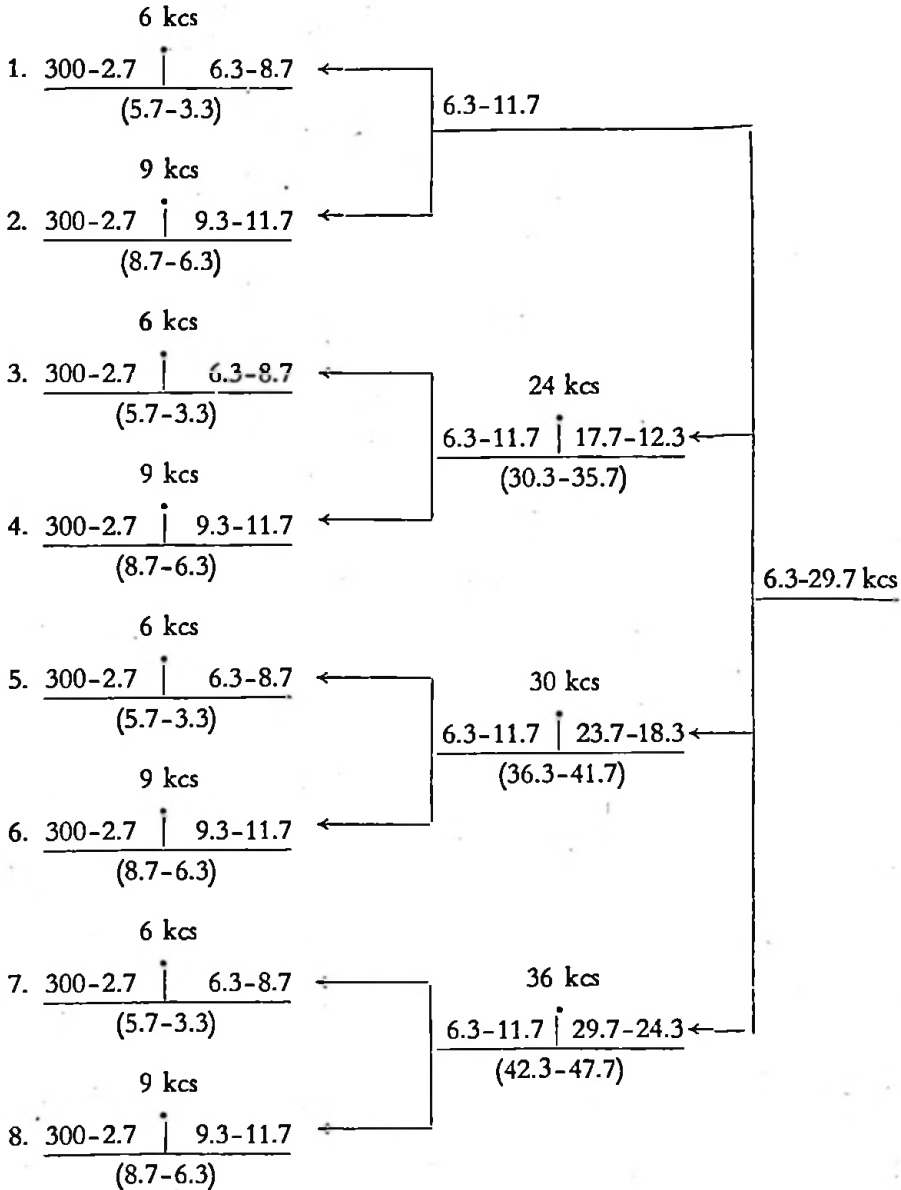 6 kcs
1. 300-2.7 6.3-8.7
(5.7-3.3)
6.3-11.7
9 kcs
2. 300-2.7 9.3-11.7
(8.7-6.3)
6 kcs
3. 300-2.7 6.3-8.7
(5.7-3.3)
24 kcs
6.3-11.7 17.7-12.3
(30.3-35.7)
9 kcs
4. 300-2.7 9.3-11.7
(8.7-6.3)
6.3-29.7 kcs
6 kcs
5. 300-2.7 6.3-8.7
(5.7-3.3)
30 kcs
6.3-11.7 23.7-18.3
(36.3-41.7)
9 kcs
6. 300-2.7 9.3-11.7
(8.7-6.3)
6 kcs
7. 300-2.7 6.3-8.7
(5.7-3.3)
36 kcs
6.3-11.7 29.7-24.3
(42.3-47.7)
9 kcs
8. 300-2.7 9.3-11.7
(8.7-6.3)